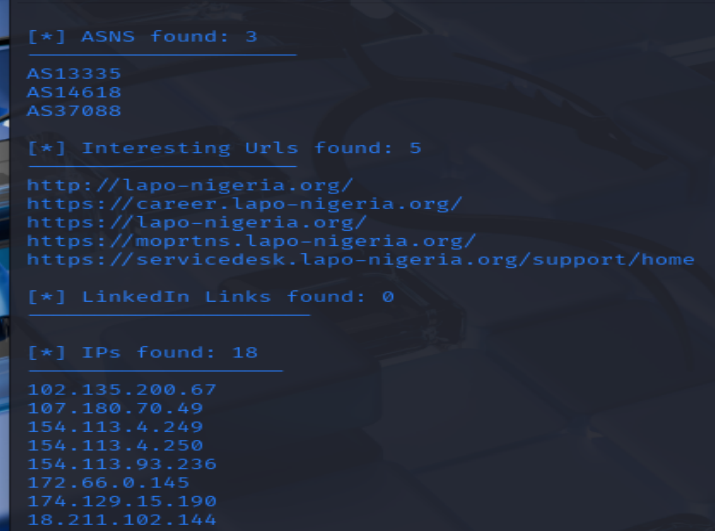 [*] ASNS found: 3
AS13335
AS14618
AS37088
[*] Interesting Urls found: 5
http://lapo-nigeria.org/
https://career.lapo-nigeria.org/
https://lapo-nigeria.org/
https://moprtns.lapo-nigeria.org/
https://servicedesk.lapo-nigeria.org/support/home
[*] LinkedIn Links found: 0
[*] IPs found: 18
102.135.200.67
107.180.70.49
154.113.4.249
154.113.4.250
154.113.93.236
172.66.0.145
174.129.15.190
18.211.102.144